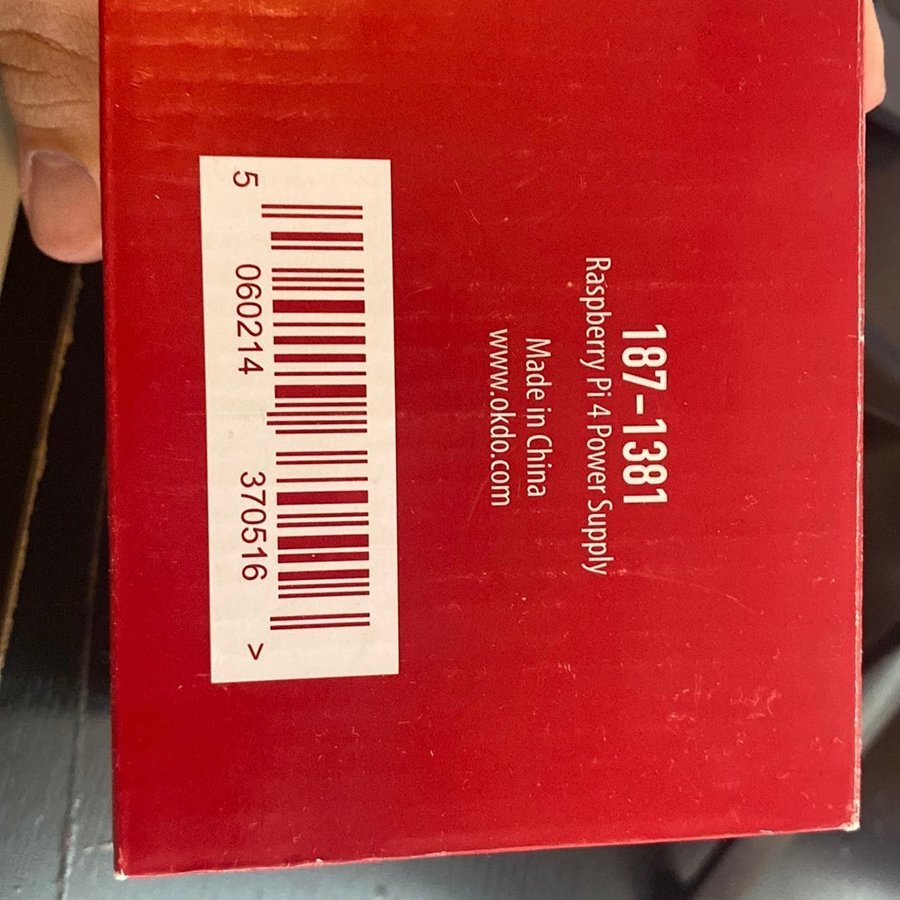 187-1381
Raspberry Pi 4 Power Supply
Made in China
www.okdo.com
5 060214 370516 >